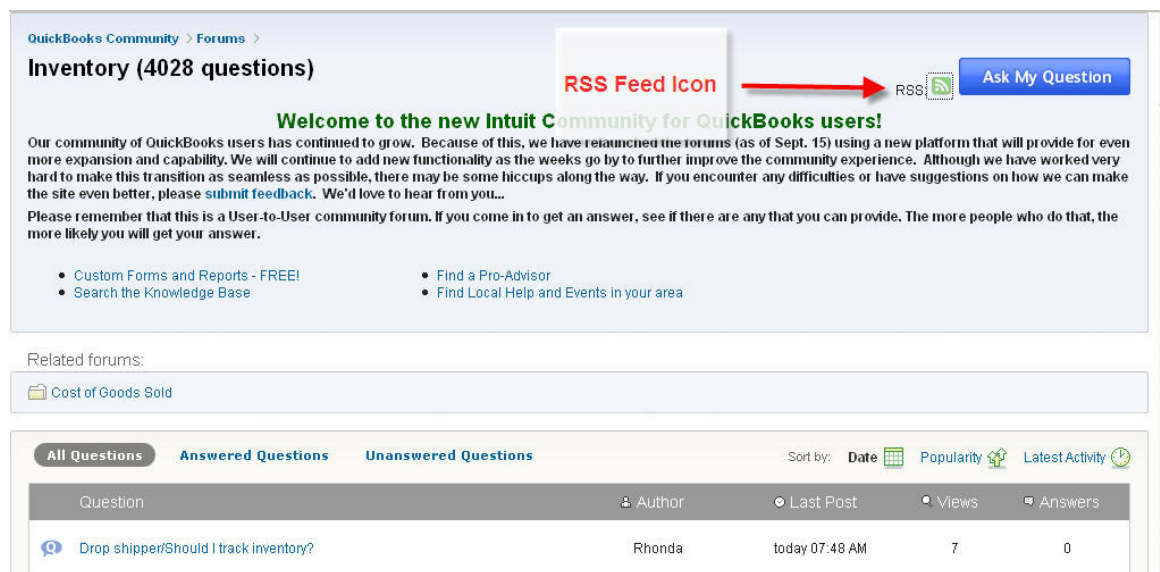 QuickBooks Community > Forums >
Inventory (4028 questions)
RSS Feed Icon
RSS:
Ask My Question
Welcome to the new Intuit Community for QuickBooks users!
Our community of QuickBooks users has continued to grow. Because of this, we have relaunched the forums (as of Sept. 15) using a new platform that will provide for even
more expansion and capability. We will continue to add new functionality as the weeks go by to further improve the community experience. Although we have worked very
hard to make this transition as seamless as possible, there may be some hiccups along the way. If you encounter any difficulties or have suggestions on how we can make
the site even better, please submit feedback. We'd love to hear from you...
Please remember that this is a User-to-User community forum. If you come in to get an answer, see if there are any that you can provide. The more people who do that, the
more likely you will get your answer.
Custom Forms and Reports - FREE!
Search the Knowledge Base
Find a Pro-Advisor
Find Local Help and Events in your area
Related forums:
Cost of Goods Sold
All Questions Answered Questions Unanswered Questions Sort by: Date Popularity Latest Activity
Question Author Last Post Views Answers
Q Drop shipper/Should I track inventory? Rhonda today 07:48 AM 7 0